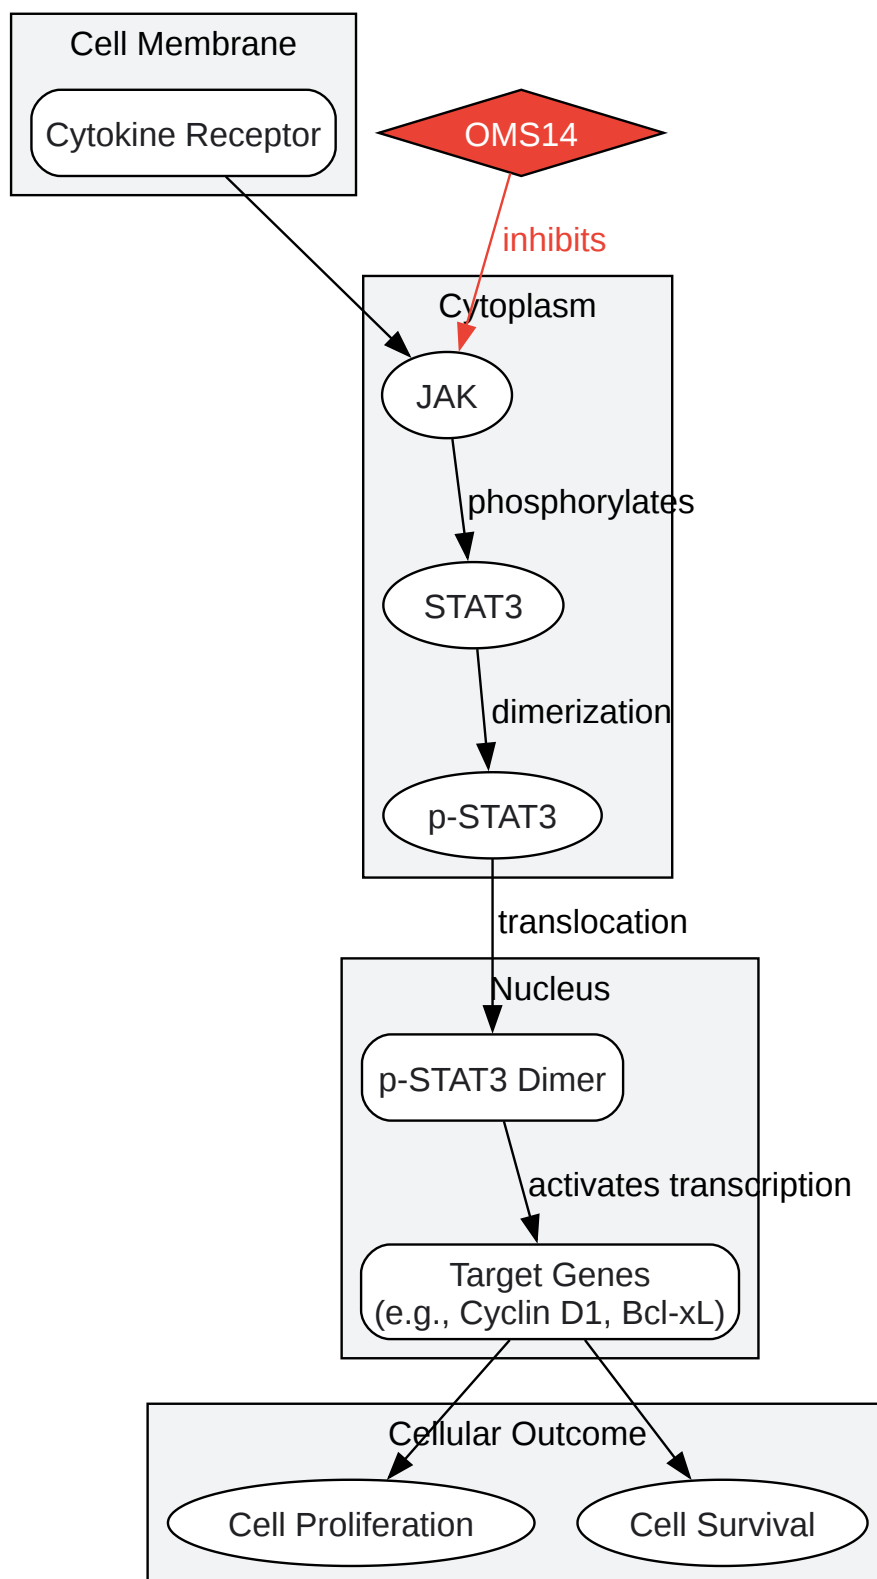 Cell Membrane
Cytokine Receptor
OMS14
inhibits
Cytoplasm
JAK
phosphorylates
STAT3
dimerization
p-STAT3
translocation
Nucleus
p-STAT3 Dimer
activates transcription
Target Genes
(e.g., Cyclin D1, Bcl-xL)
Cellular Outcome
Cell Proliferation
Cell Survival